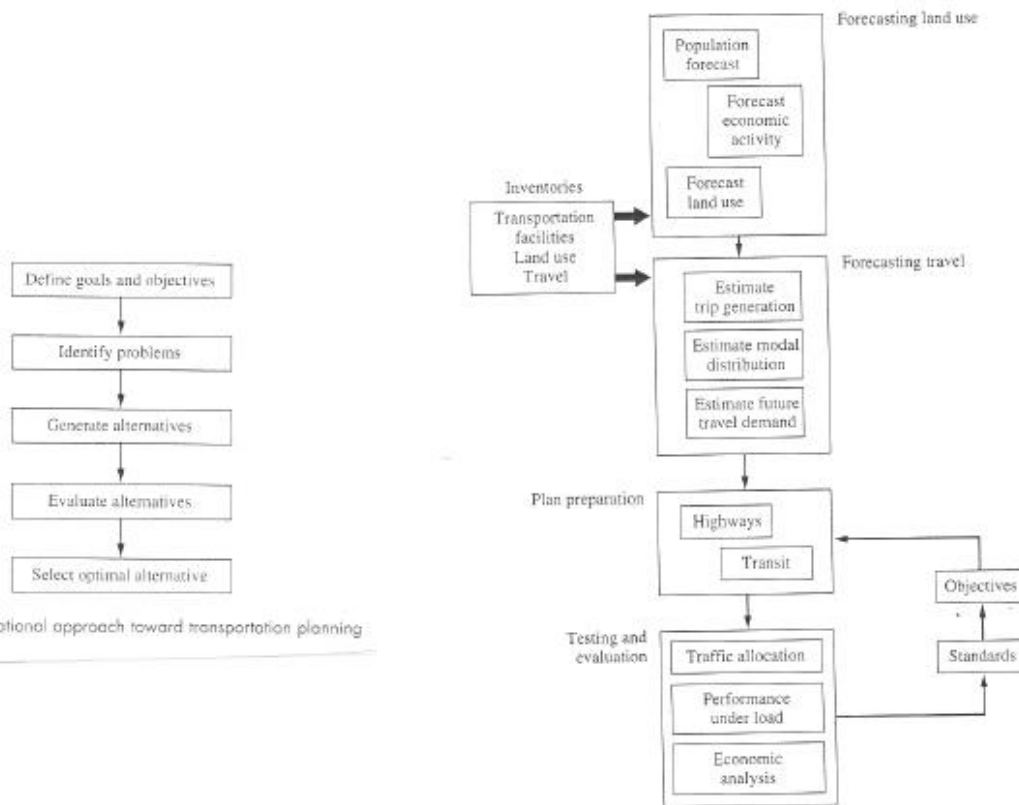 Define goals and objectives
Identify problems
Generate alternatives
Evaluate alternatives
Select optimal alternative
approach toward transportation planning
Forecasting land use
Population
forecast
Forecast
economic
activity
Forecast
land use
Inventories
Transportation
facilities
Land use
Travel
Forecasting travel
Estimate
trip generation
Estimate modal
distribution
Estimate future
travel demand
Plan preparation
Highways
Transit
Objectives
Standards
Testing and
evaluation
Traffic allocation
Performance
under load
Economic
analysis